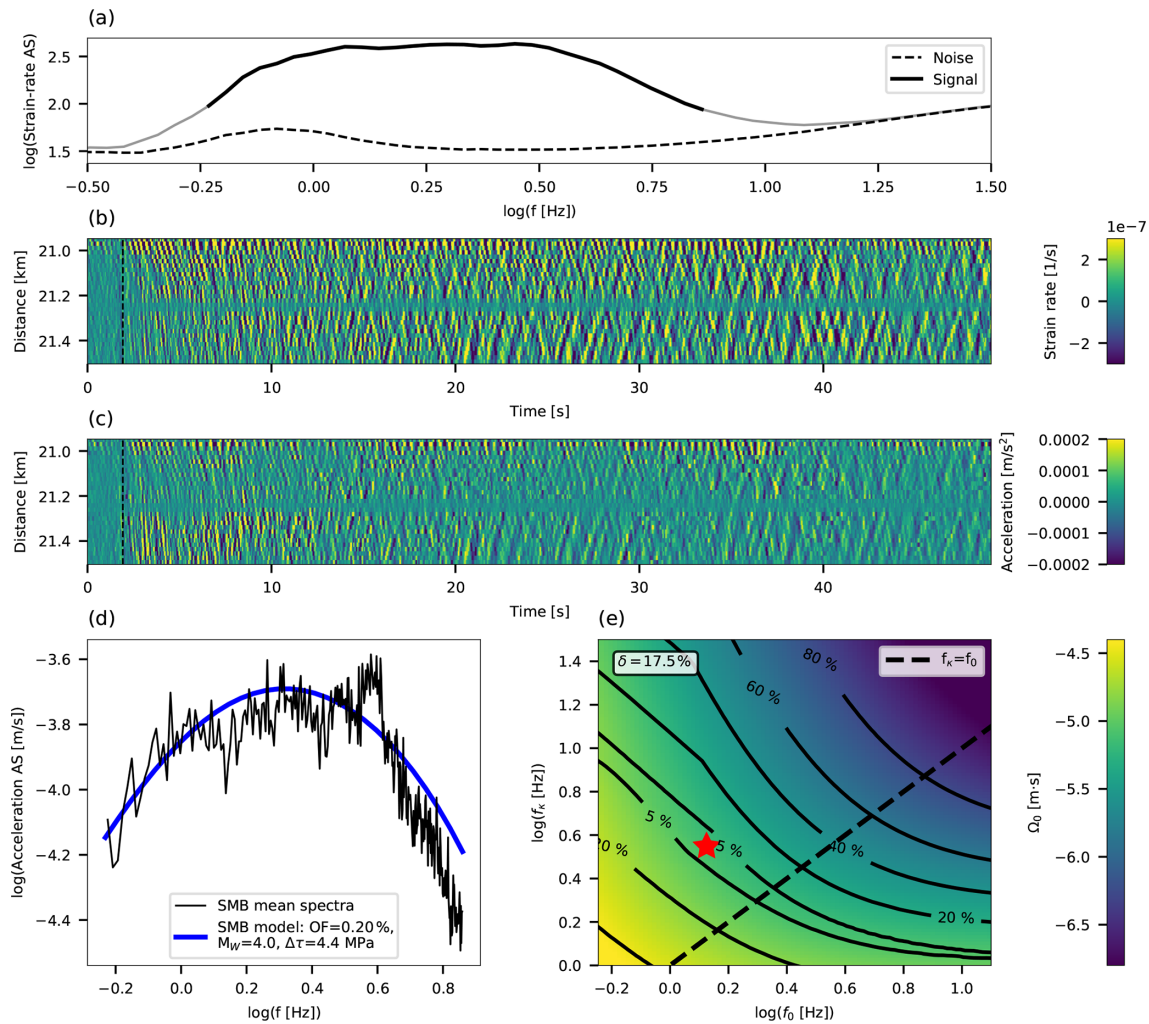 (a)
log(Strain-rate AS)
2.5
2.0
1.5
Noise
Signal
−0.50 −0.25 0.00 0.25 0.50 0.75 1.00 1.25 1.50
log(f [Hz])
(b)
Distance [km]
21.0
21.2
21.4
0 10 20 30 40
Time [s]
1e−7
Strain rate [1/s]
2
0
−2
(c)
Distance [km]
21.0
21.2
21.4
0 10 20 30 40
Time [s]
Acceleration [m/s²]
0.0002
0.0001
0.0000
−0.0001
−0.0002
(d)
log(Acceleration AS [m/s])
−3.6
−3.8
−4.0
−4.2
−4.4
SMB mean spectra
SMB model: OF=0.20%,
M_W=4.0, Δτ=4.4 MPa
−0.2 0.0 0.2 0.4 0.6 0.8
log(f [Hz])
(e)
log(f_κ [Hz])
1.4
1.2
1.0
0.8
0.6
0.4
0.2
0.0
δ=17.5%
f_κ=f_0
80 %
60 %
5 %
5 %
40 %
20 %
−0.2 0.0 0.2 0.4 0.6 0.8 1.0
log(f_0 [Hz])
Ω_0 [m·s]
−4.5
−5.0
−5.5
−6.0
−6.5